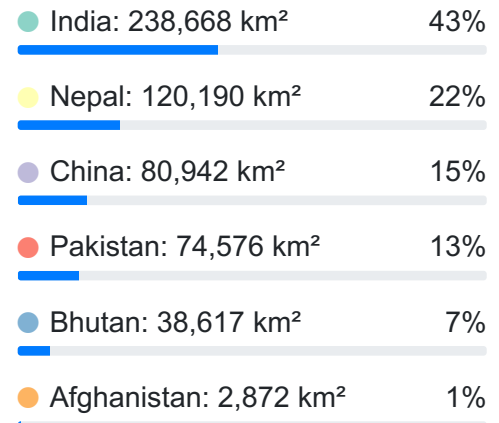 India: 238,668 km² 43%
Nepal: 120,190 km² 22%
China: 80,942 km² 15%
Pakistan: 74,576 km² 13%
Bhutan: 38,617 km² 7%
Afghanistan: 2,872 km² 1%